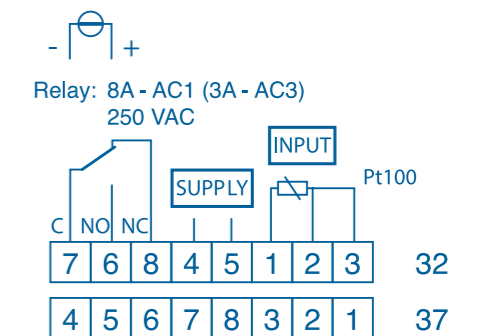 - +
Relay: 8A - AC1 (3A - AC3)
250 VAC
INPUT
SUPPLY
Pt100
C NO NC
7 6 8 4 5 1 2 3 32
4 5 6 7 8 3 2 1 37